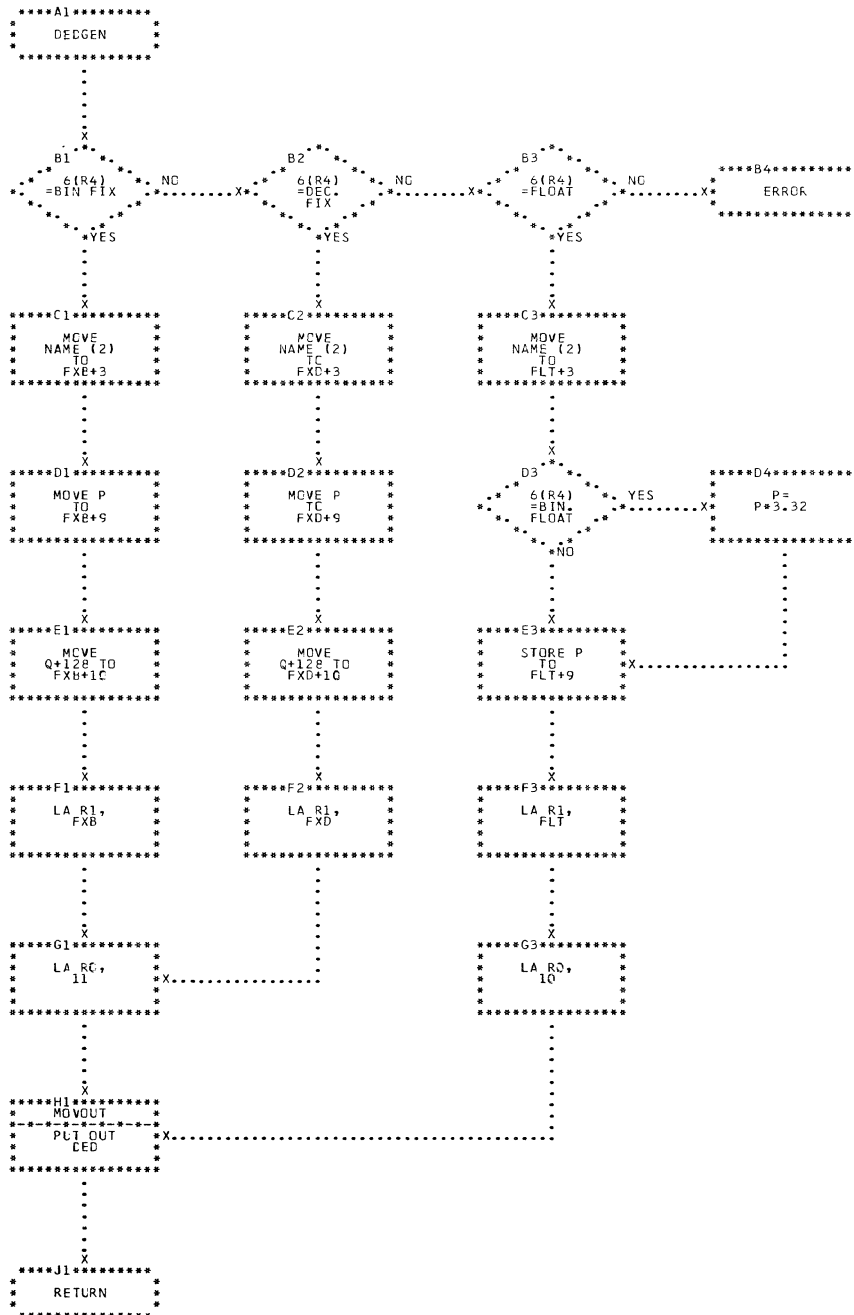 A1
DEDGEN
B1
6(R4)
=BIN FIX
NO
YES
B2
6(R4)
=DEC.
FIX
NO
YES
B3
6(R4)
=FLOAT
NO
YES
B4
ERROR
C1
MOVE
NAME (2)
TO
FXB+3
C2
MOVE
NAME (2)
TO
FXD+3
C3
MOVE
NAME (2)
TO
FLT+3
D1
MOVE P
TO
FXB+9
D2
MOVE P
TO
FXD+9
D3
6(R4)
=BIN.
FLOAT
YES
NO
D4
P=
P*3.32
E1
MOVE
Q+128 TO
FXB+10
E2
MOVE
Q+128 TO
FXD+10
E3
STORE P
TO
FLT+9
F1
LA R1,
FXB
F2
LA R1,
FXD
F3
LA R1,
FLT
G1
LA R0,
11
G3
LA R0,
10
H1
MOVOUT
PUT OUT
DED
J1
RETURN